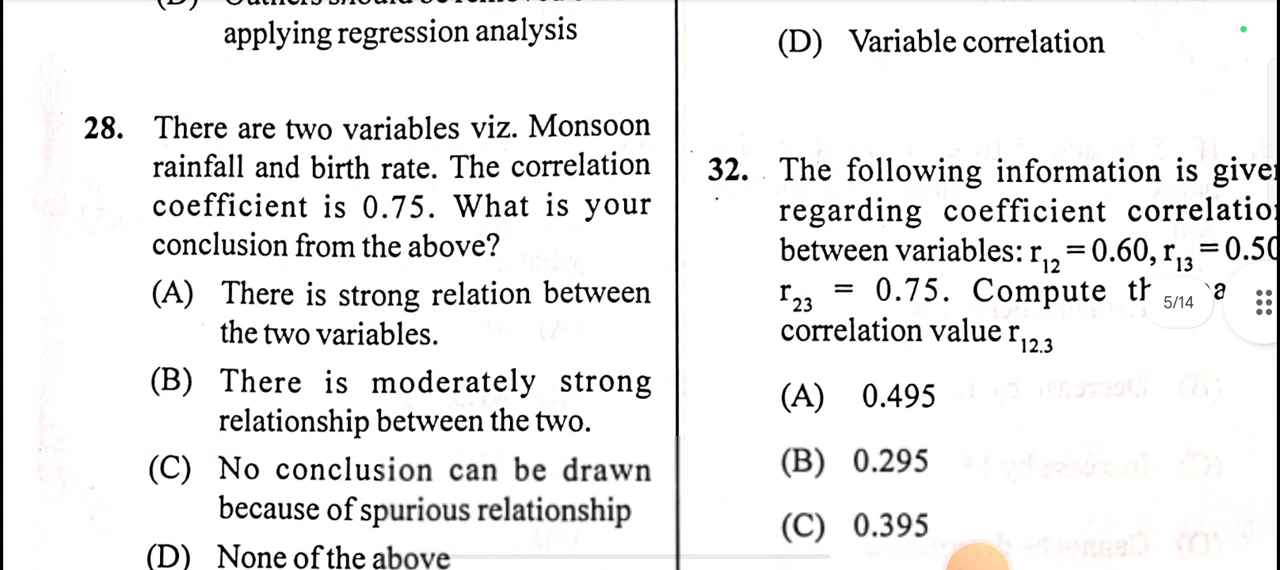 applying regression analysis
28. There are two variables viz. Monsoon
rainfall and birth rate. The correlation
coefficient is 0.75. What is your
conclusion from the above?
(A) There is strong relation between
the two variables.
(B) There is moderately strong
relationship between the two.
(C) No conclusion can be drawn
because of spurious relationship
(D) None of the above
(D) Variable correlation
32. The following information is give
regarding coefficient correlatio
between variables: r12 = 0.60, r13 = 0.50
r23 = 0.75. Compute
correlation value r12.3
(A) 0.495
(B) 0.295
(C) 0.395
5/14